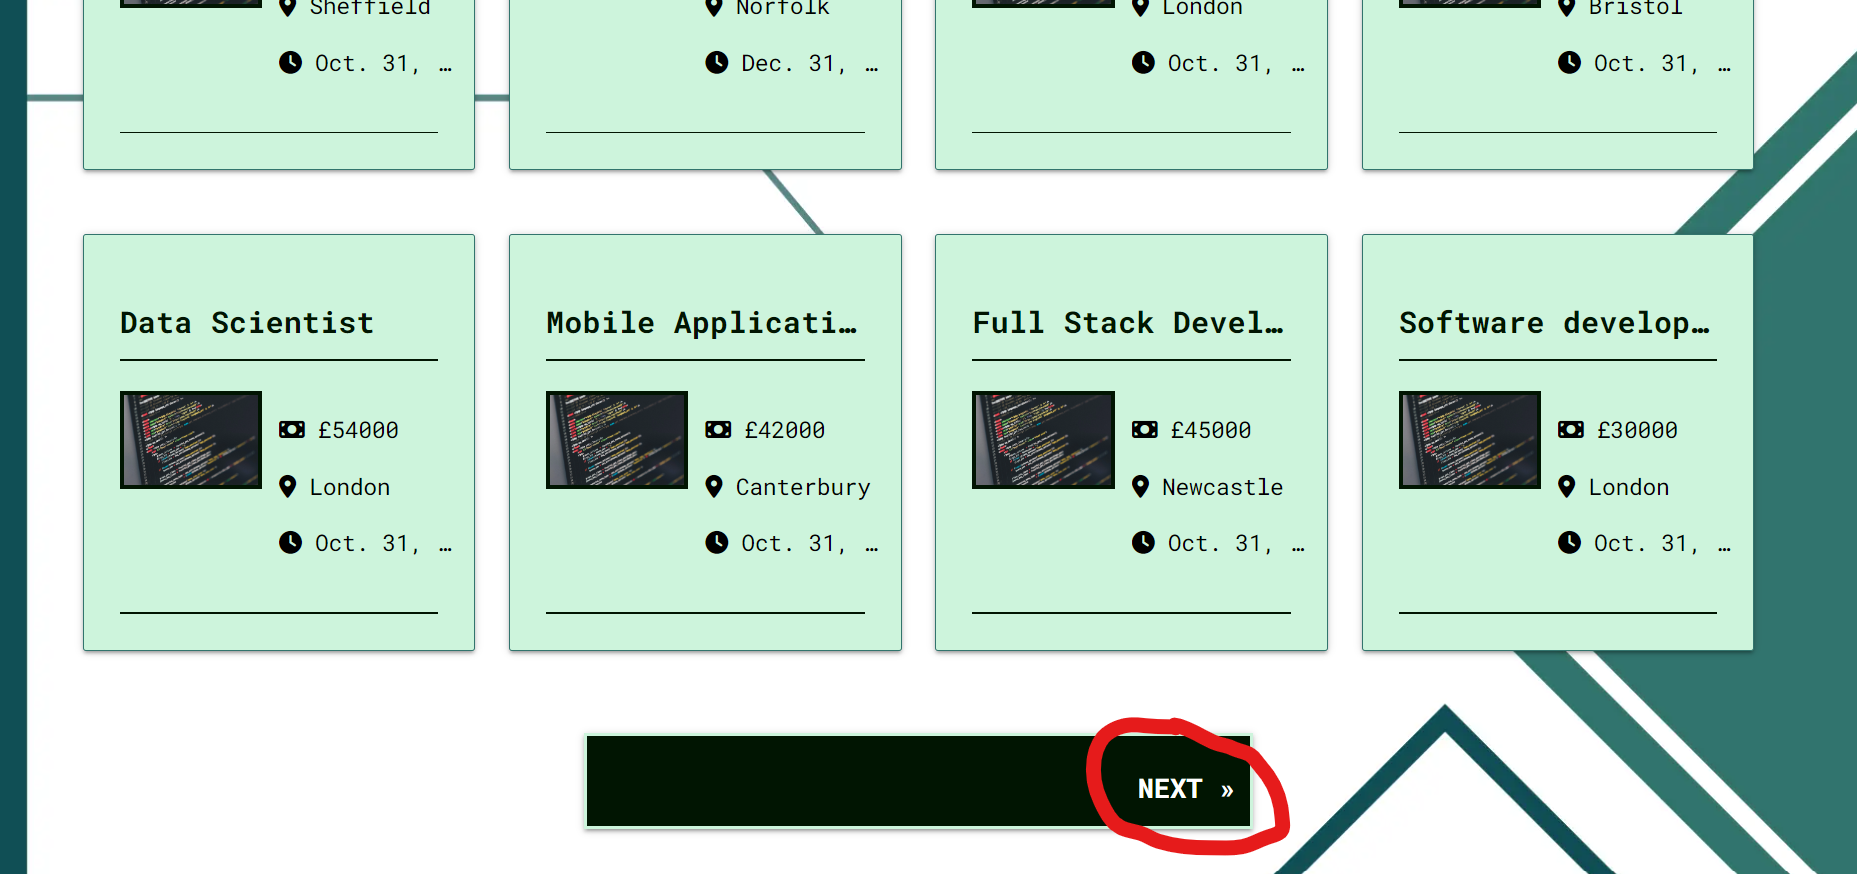 Sheffield
Norfolk
London
Bristol
Oct. 31, …
Dec. 31, …
Oct. 31, …
Oct. 31, …
Data Scientist
£54000
London
Oct. 31, …
Mobile Applicati…
£42000
Canterbury
Oct. 31, …
Full Stack Devel…
£45000
Newcastle
Oct. 31, …
Software develop…
£30000
London
Oct. 31, …
NEXT »